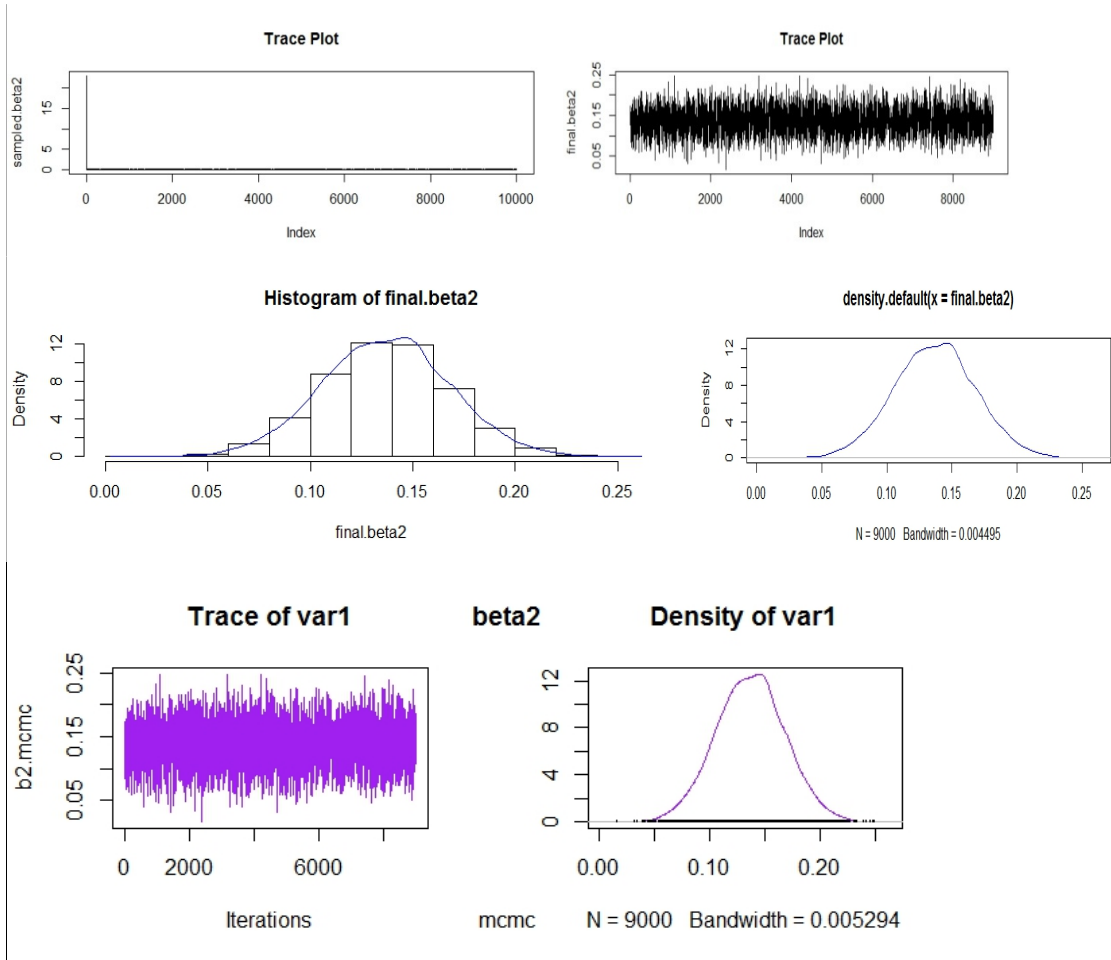 Trace Plot
sampled.beta2
15
5
0
0 2000 4000 6000 8000 10000
Index
Trace Plot
final.beta2
0.25
0.15
0.05
0 2000 4000 6000 8000
Index
Histogram of final.beta2
Density
12
8
4
0
0.00 0.05 0.10 0.15 0.20 0.25
final.beta2
density.default(x = final.beta2)
Density
12
8
4
0
0.00 0.05 0.10 0.15 0.20 0.25
N = 9000 Bandwidth = 0.004495
Trace of var1
beta2
Density of var1
b2.mcmc
0.25
0.15
0.05
0 2000 6000
Iterations
mcmc
12
8
4
0
0.00 0.10 0.20
N = 9000 Bandwidth = 0.005294